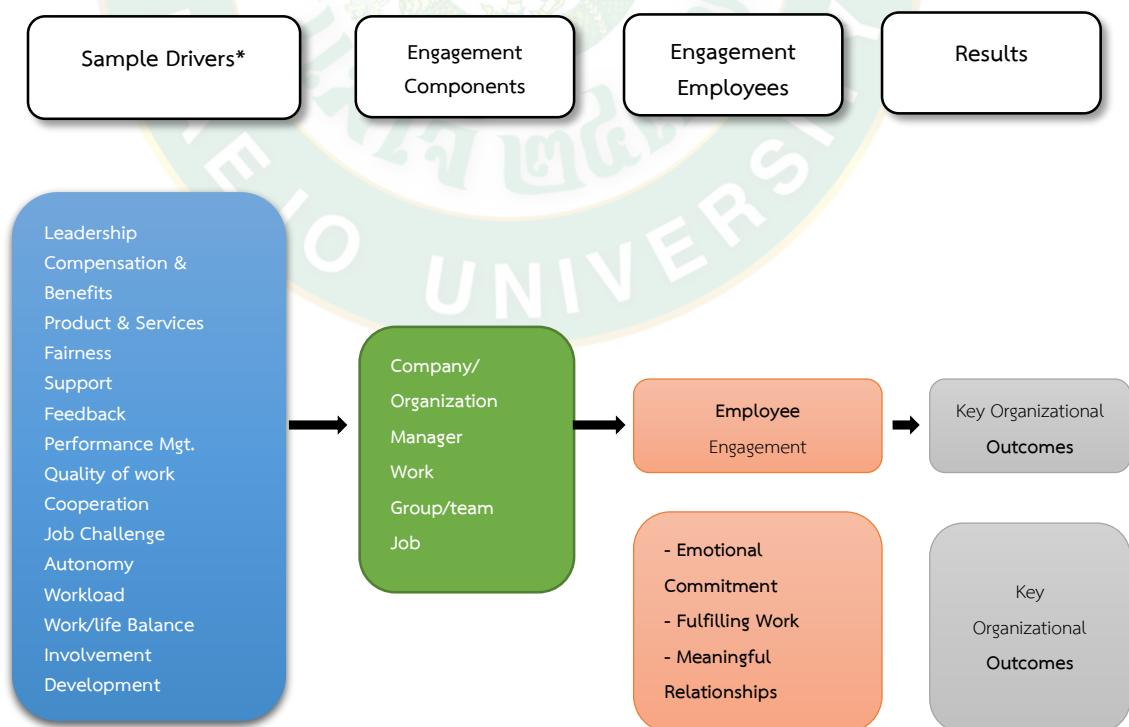 Sample Drivers*
Engagement
Components
Engagement
Employees
Results
Leadership
Compensation &
Benefits
Product & Services
Fairness
Support
Feedback
Performance Mgt.
Quality of work
Cooperation
Job Challenge
Autonomy
Workload
Work/life Balance
Involvement
Development
Company/
Organization
Manager
Work
Group/team
Job
Employee
Engagement
- Emotional
Commitment
- Fulfilling Work
- Meaningful
Relationships
Key Organizational
Outcomes
Key
Organizational
Outcomes
UNIVERSITY